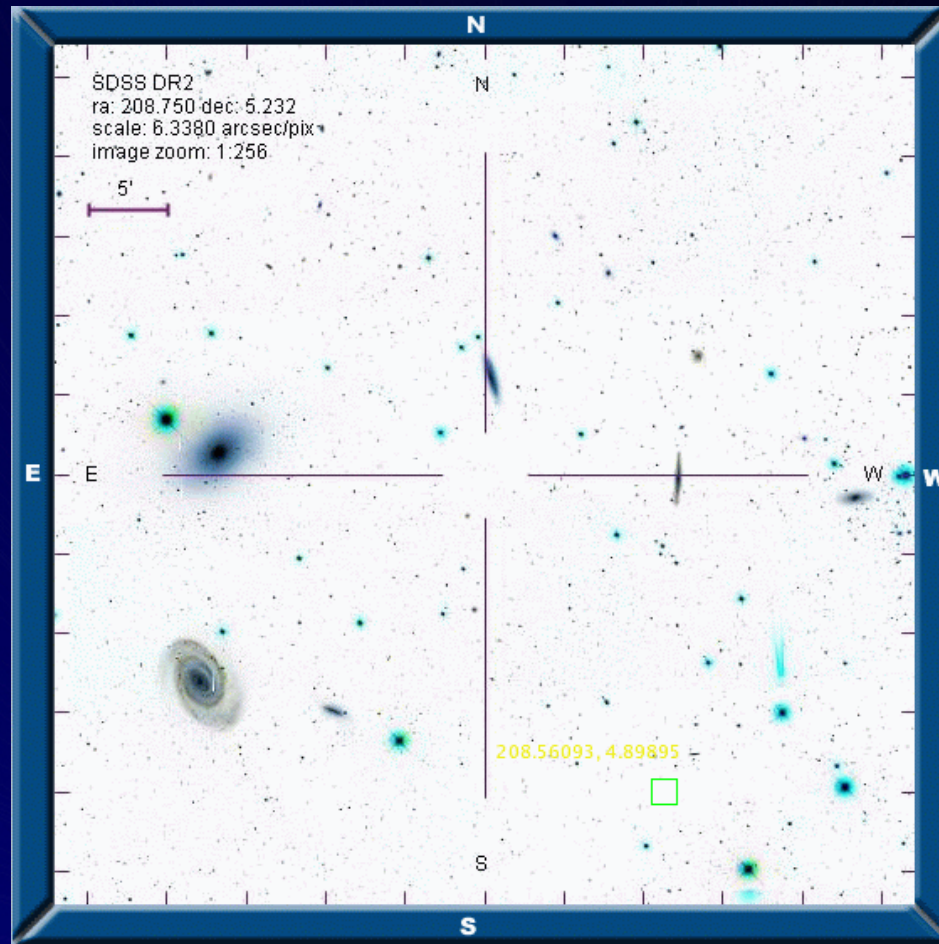 N
SDSS DR2
ra: 208.750 dec: 5.232
scale: 6.3380 arcsec/pix
image zoom: 1:256
N
5'
E
E
W
W
208.56093, 4.89895
S
S